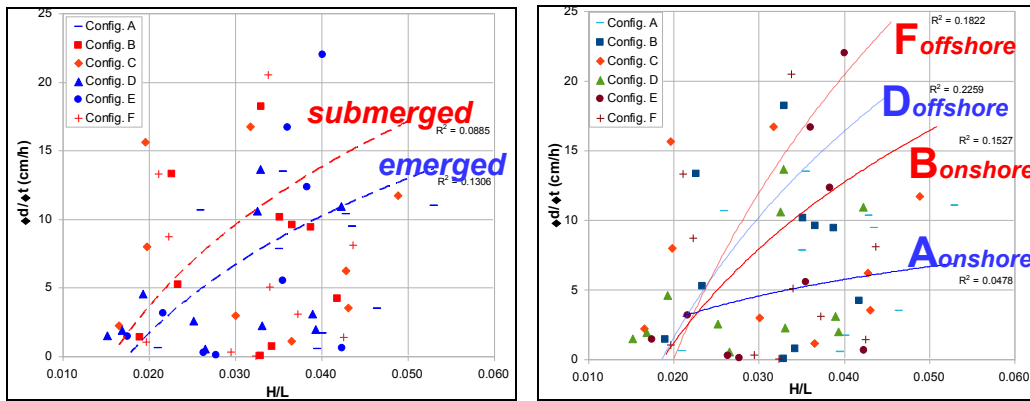 25
20
15
10
5
0
♦d/♦t (cm/h)
Config. A
Config. B
Config. C
Config. D
Config. E
Config. F
submerged
R² = 0.0885
emerged
R² = 0.1306
0.010 0.020 0.030 0.040 0.050 0.060
H/L
25
20
15
10
5
0
♦d/♦t (cm/h)
Config. A
Config. B
Config. C
Config. D
Config. E
Config. F
R² = 0.1822
Foffshore
R² = 0.2259
Doffshore
R² = 0.1527
Bonshore
Aonshore
R² = 0.0478
0.010 0.020 0.030 0.040 0.050 0.060
H/L